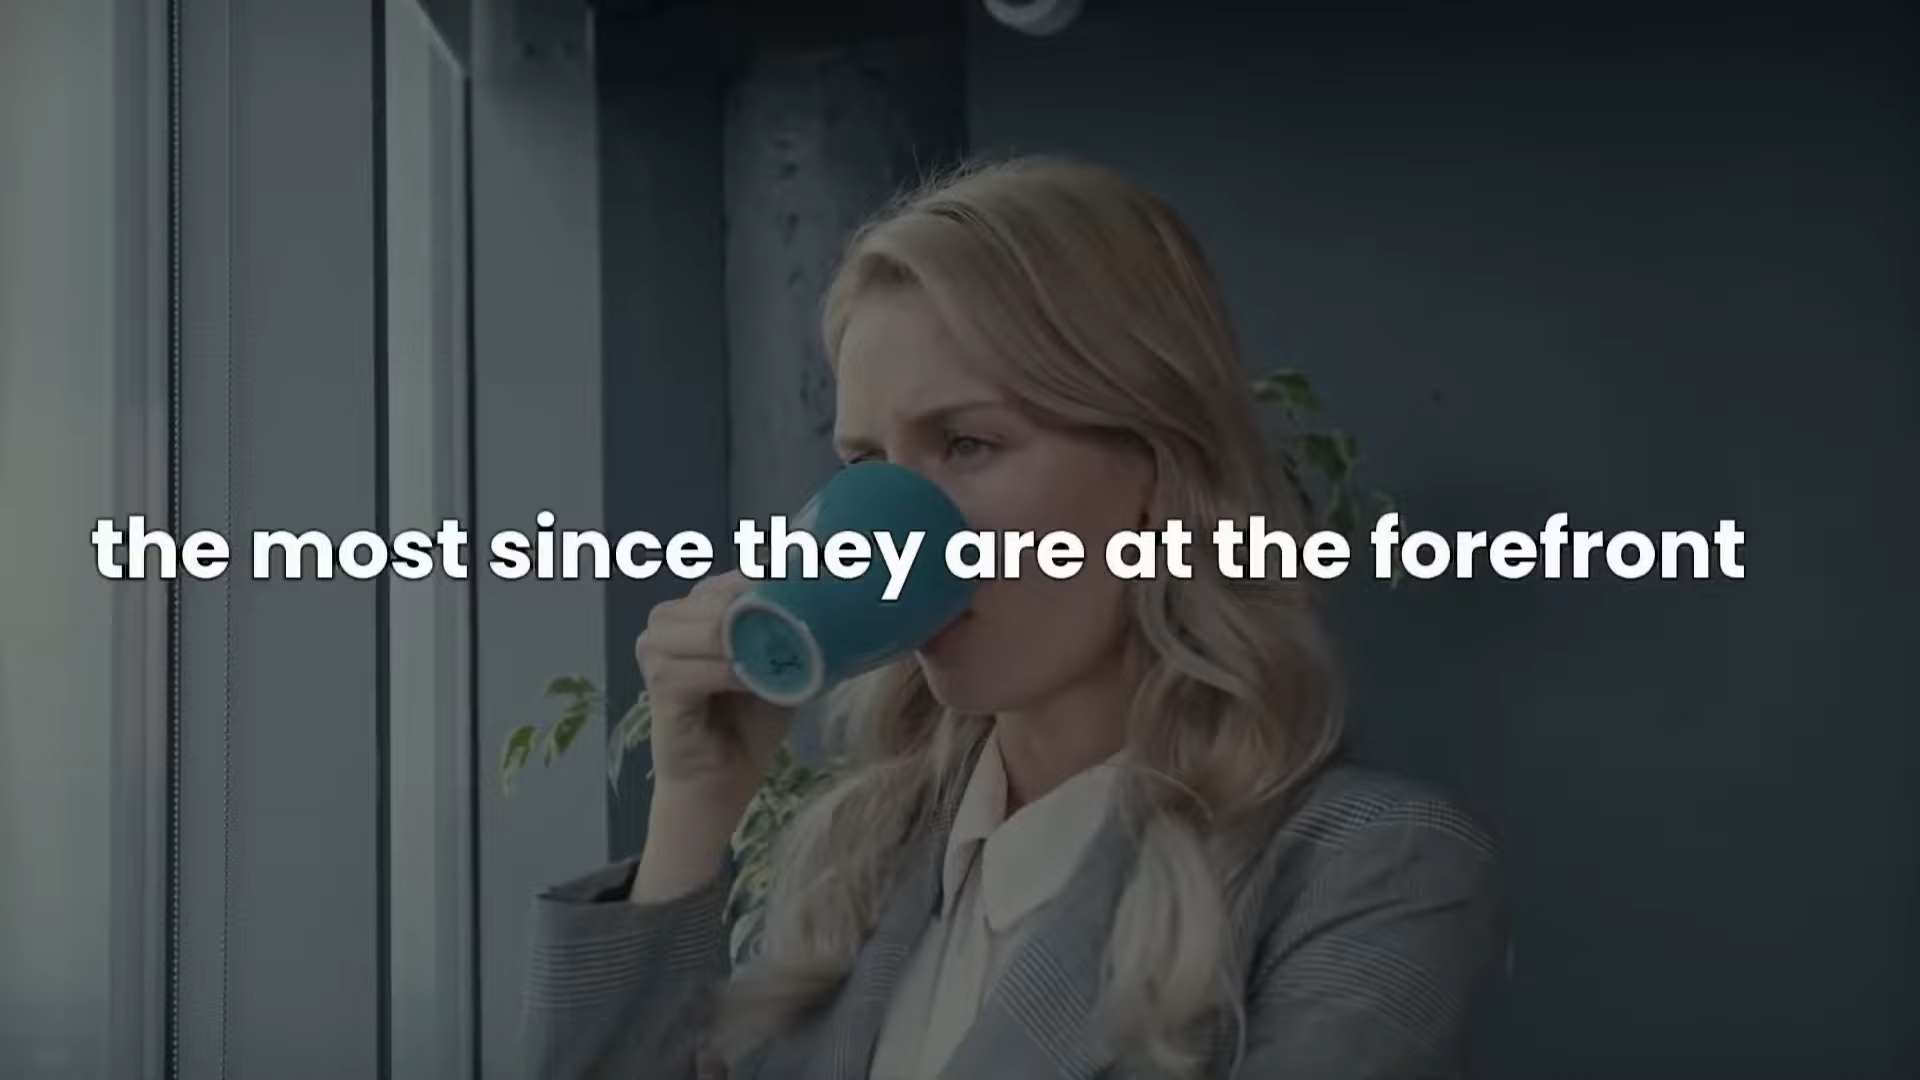 the most since they are at the forefront